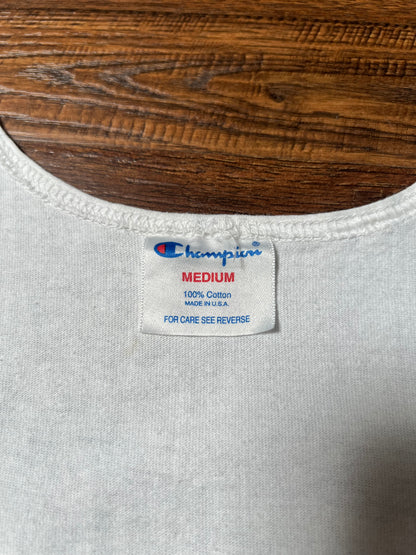 Champion®
MEDIUM
100% Cotton
MADE IN U.S.A.
FOR CARE SEE REVERSE